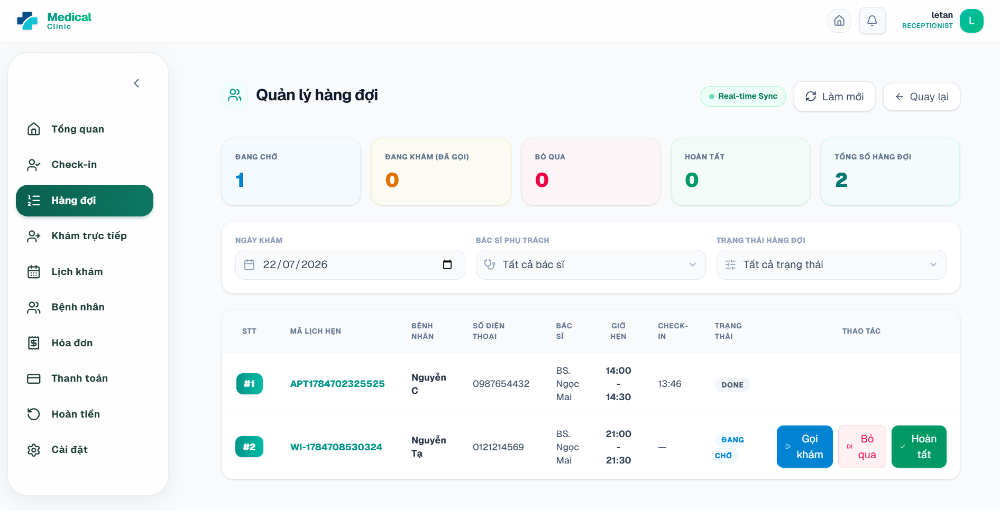 Medical
Clinic
letan
RECEPTIONIST
L
Tổng quan
Check-in
Hàng đợi
Khám trực tiếp
Lịch khám
Bệnh nhân
Hóa đơn
Thanh toán
Hoàn tiền
Cài đặt
Quản lý hàng đợi
Real-time Sync
Làm mới
Quay lại
ĐANG CHỜ
1
ĐANG KHÁM (ĐÃ GỌI)
0
BỎ QUA
0
HOÀN TẤT
0
TỔNG SỐ HÀNG ĐỢI
2
NGÀY KHÁM
22/07/2026
BÁC SĨ PHỤ TRÁCH
Tất cả bác sĩ
TRẠNG THÁI HÀNG ĐỢI
Tất cả trạng thái
STT
MÃ LỊCH HẸN
BỆNH
NHÂN
SỐ ĐIỆN
THOẠI
BÁC
SĨ
GIỜ
HẸN
CHECK-
IN
TRẠNG
THÁI
THAO TÁC
#1
APT1784702325525
Nguyễn
C
0987654432
BS.
Ngọc
Mai
14:00
-
14:30
13:46
DONE
#2
WI-1784708530324
Nguyễn
Tạ
0121214569
BS.
Ngọc
Mai
21:00
-
21:30
—
ĐANG
CHỜ
Gọi
khám
Bỏ
qua
Hoàn
tất